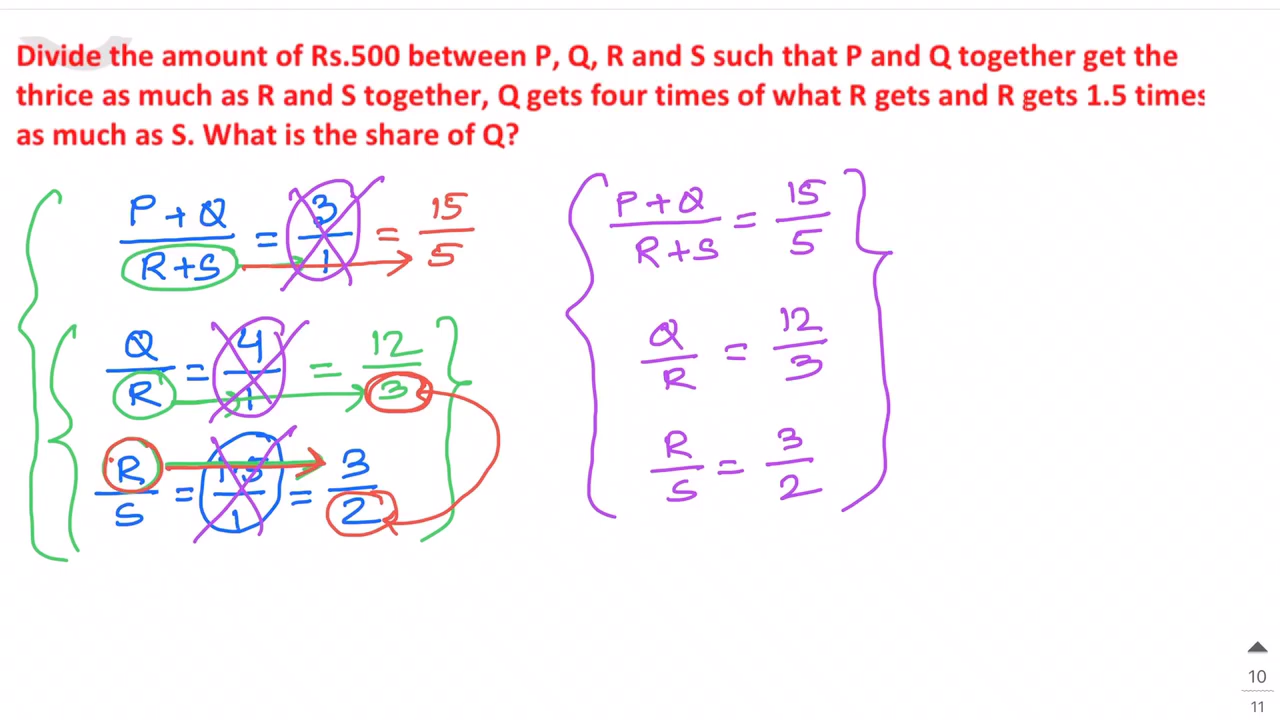 Divide the amount of Rs.500 between P, Q, R and S such that P and Q together get the
thrice as much as R and S together, Q gets four times of what R gets and R gets 1.5 times
as much as S. What is the share of Q?
P + Q / R + S = 3 / 1 = 15 / 5
Q / R = 4 / 1 = 12 / 3
R / S = 1.5 / 1 = 3 / 2
P + Q / R + S = 15 / 5
Q / R = 12 / 3
R / S = 3 / 2
10
11